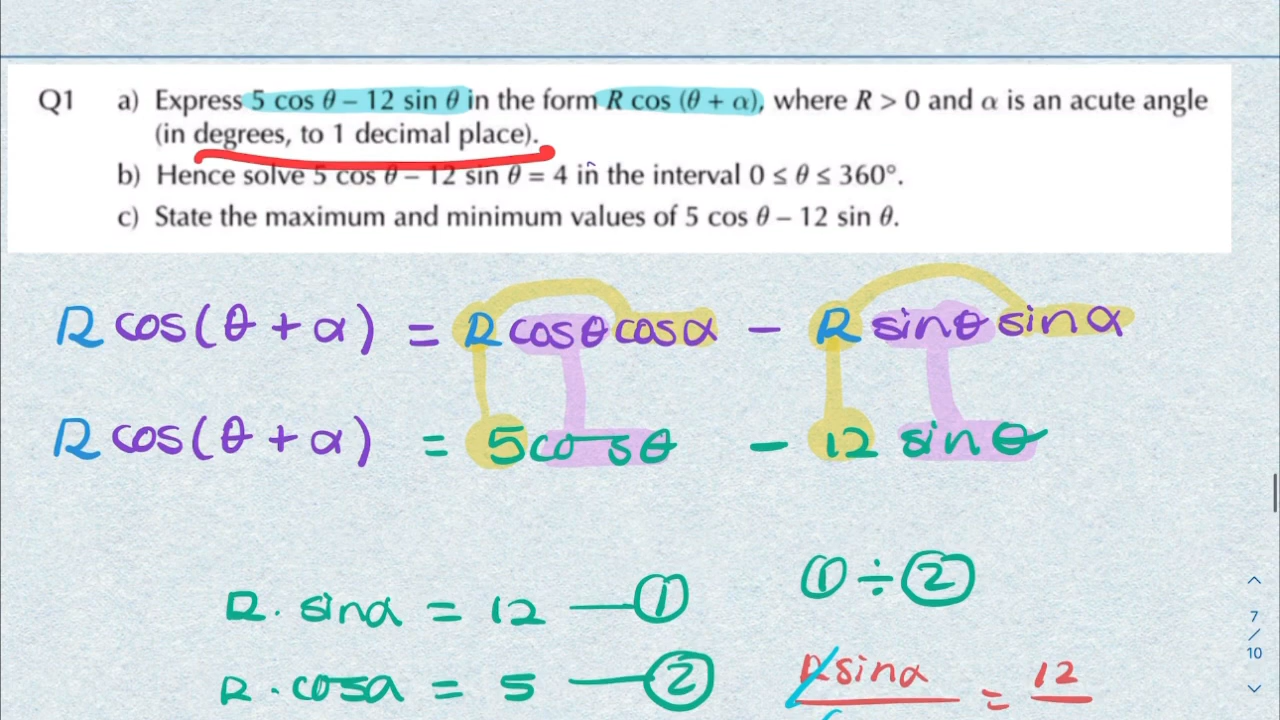 Q1 a) Express 5 cos θ – 12 sin θ in the form R cos (θ + α), where R > 0 and α is an acute angle
(in degrees, to 1 decimal place).
b) Hence solve 5 cos θ – 12 sin θ = 4 in the interval 0 ≤ θ ≤ 360°.
c) State the maximum and minimum values of 5 cos θ – 12 sin θ.
R cos(θ + α) = R cosθ cosα – R sinθ sinα
R cos(θ + α) = 5 cosθ – 12 sinθ
① ÷ ②
R. sinα = 12 — ①
R. cosα = 5 — ②
R sinα = 12
7
/
10